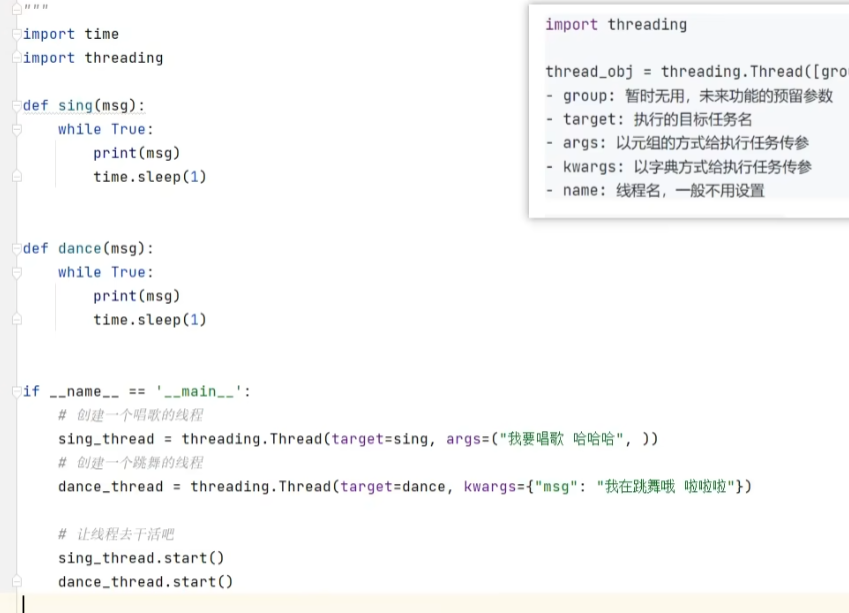 """
import time
import threading
def sing(msg):
    while True:
        print(msg)
        time.sleep(1)
def dance(msg):
    while True:
        print(msg)
        time.sleep(1)
if __name__ == '__main__':
    # 创建一个唱歌的线程
    sing_thread = threading.Thread(target=sing, args=("我要唱歌 哈哈哈", ))
    # 创建一个跳舞的线程
    dance_thread = threading.Thread(target=dance, kwargs={"msg": "我在跳舞哦 啦啦啦"})
    # 让线程去干活吧
    sing_thread.start()
    dance_thread.start()
import threading
thread_obj = threading.Thread([gro
- group: 暂时无用，未来功能的预留参数
- target: 执行的目标任务名
- args: 以元组的方式给执行任务传参
- kwargs: 以字典方式给执行任务传参
- name: 线程名，一般不用设置